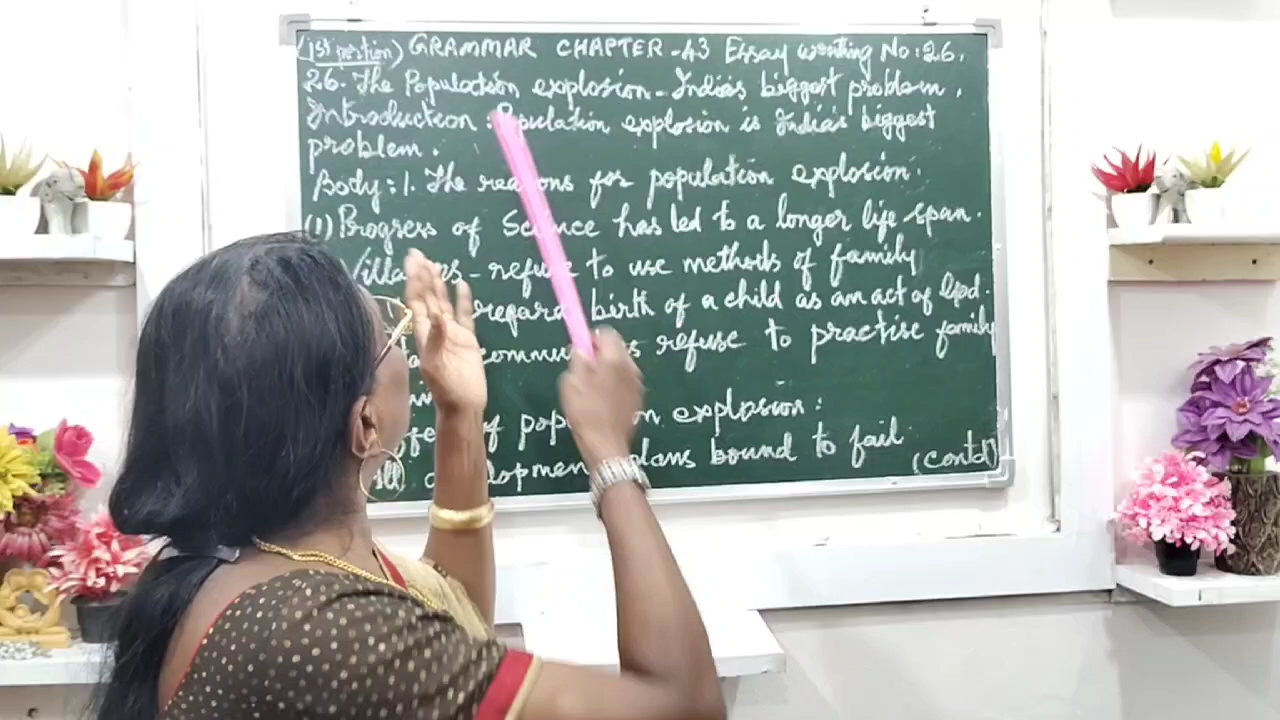 (1st portion) GRAMMAR CHAPTER - 43 Essay writing No: 26.
26. The Population explosion - India's biggest problem.
Introduction: Population explosion is India's biggest
problem.
Body: 1. The reasons for population explosion.
(1) Progress of Science has led to a longer life span.
refuse to use methods of family
regard birth of a child as an act of God.
refuse to practise family
of explosion:
plans bound to fail.
(contd)